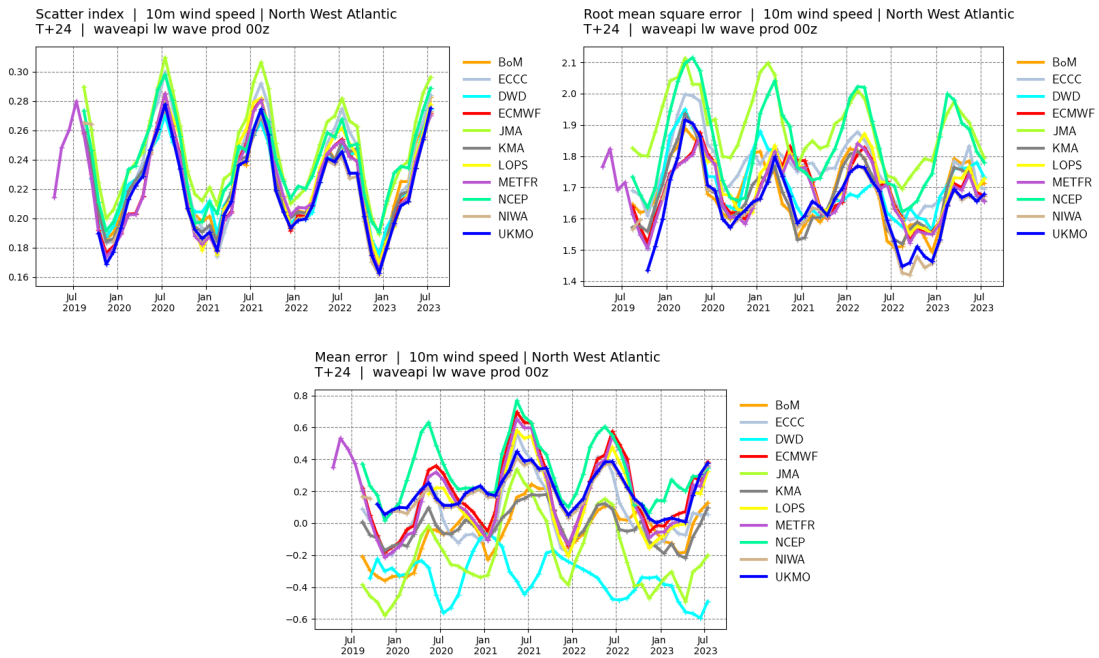 Scatter index | 10m wind speed | North West Atlantic
T+24 | waveapi lw wave prod 00z
0.30
0.28
0.26
0.24
0.22
0.20
0.18
0.16
Jul Jan Jul Jan Jul Jan Jul Jan Jul
2019 2020 2020 2021 2021 2022 2022 2023 2023
BoM
ECCC
DWD
ECMWF
JMA
KMA
LOPS
METFR
NCEP
NIWA
UKMO
Root mean square error | 10m wind speed | North West Atlantic
T+24 | waveapi lw wave prod 00z
2.1
2.0
1.9
1.8
1.7
1.6
1.5
1.4
Jul Jan Jul Jan Jul Jan Jul Jan Jul
2019 2020 2020 2021 2021 2022 2022 2023 2023
BoM
ECCC
DWD
ECMWF
JMA
KMA
LOPS
METFR
NCEP
NIWA
UKMO
Mean error | 10m wind speed | North West Atlantic
T+24 | waveapi lw wave prod 00z
0.8
0.6
0.4
0.2
0.0
−0.2
−0.4
−0.6
Jul Jan Jul Jan Jul Jan Jul Jan Jul
2019 2020 2020 2021 2021 2022 2022 2023 2023
BoM
ECCC
DWD
ECMWF
JMA
KMA
LOPS
METFR
NCEP
NIWA
UKMO